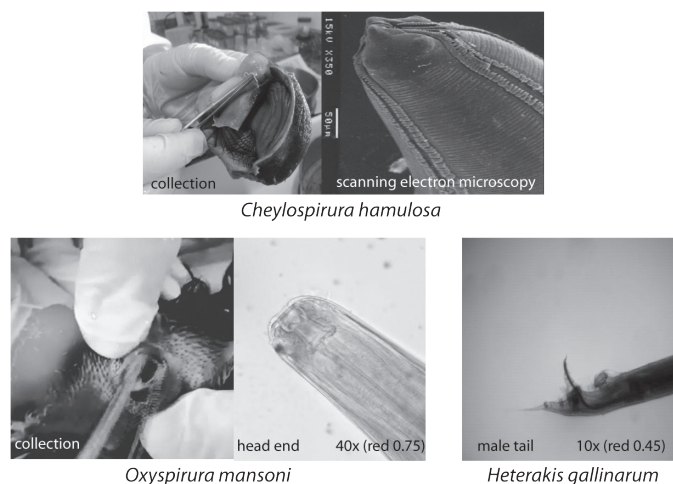 15kV X350
50µm
collection
scanning electron microscopy
Cheylospirura hamulosa
collection
head end 40x (red 0.75)
male tail 10x (red 0.45)
Oxyspirura mansoni
Heterakis gallinarum